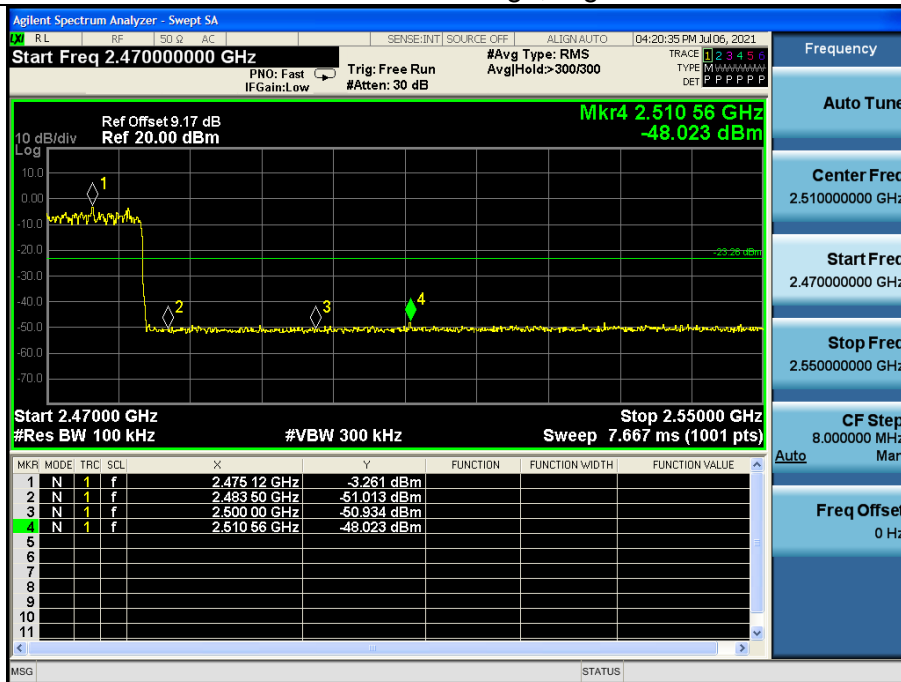 Agilent Spectrum Analyzer - Swept SA
LXI RL RF 50 Ω AC SENSE:INT SOURCE OFF ALIGN AUTO 04:20:35 PM Jul 06, 2021
Start Freq 2.470000000 GHz #Avg Type: RMS TRACE 1 2 3 4 5 6
PNO: Fast Trig: Free Run Avg|Hold:>300/300 TYPE M
IFGain:Low #Atten: 30 dB DET P P P P P P
Mkr4 2.510 56 GHz
Ref Offset 9.17 dB
-48.023 dBm
10 dB/div Ref 20.00 dBm
Log
10.0
0.00
-10.0
-20.0
-30.0
-40.0
-50.0
-60.0
-70.0
1
2
3
4
-23.26 dBm
Start 2.47000 GHz Stop 2.55000 GHz
#Res BW 100 kHz #VBW 300 kHz Sweep 7.667 ms (1001 pts)
MKR MODE TRC SCL X Y FUNCTION FUNCTION WIDTH FUNCTION VALUE
1 N 1 f 2.475 12 GHz -3.261 dBm
2 N 1 f 2.483 50 GHz -51.013 dBm
3 N 1 f 2.500 00 GHz -50.934 dBm
4 N 1 f 2.510 56 GHz -48.023 dBm
5
6
7
8
9
10
11
MSG STATUS
Frequency
Auto Tune
Center Freq
2.510000000 GHz
Start Freq
2.470000000 GHz
Stop Freq
2.550000000 GHz
CF Step
8.000000 MHz
Auto Man
Freq Offset
0 Hz